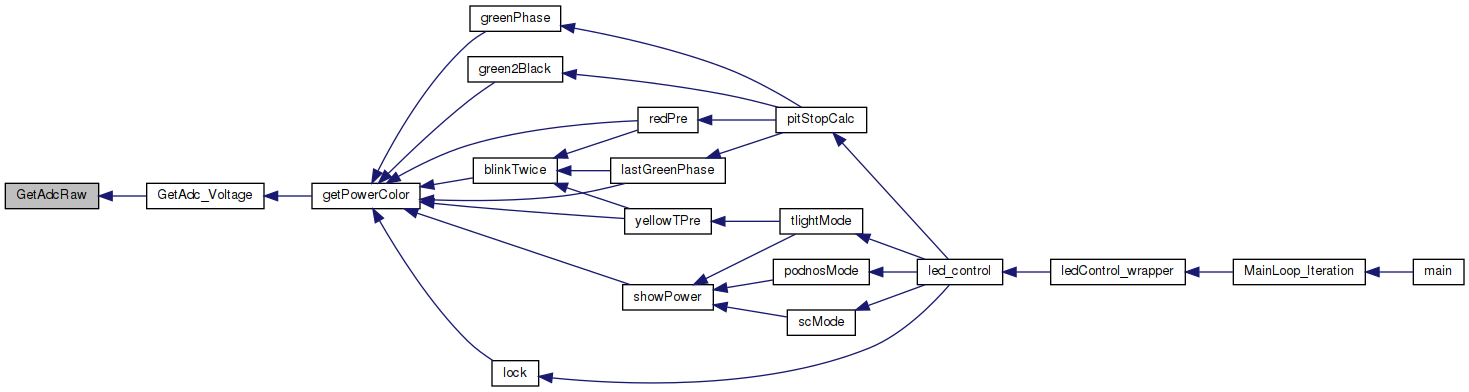 greenPhase
green2Black
redPre
pitStopCalc
blinkTwice
lastGreenPhase
GetAdcRaw
GetAdc_Voltage
getPowerColor
yellowTPre
tlightMode
podnosMode
led_control
ledControl_wrapper
MainLoop_Iteration
main
showPower
scMode
lock